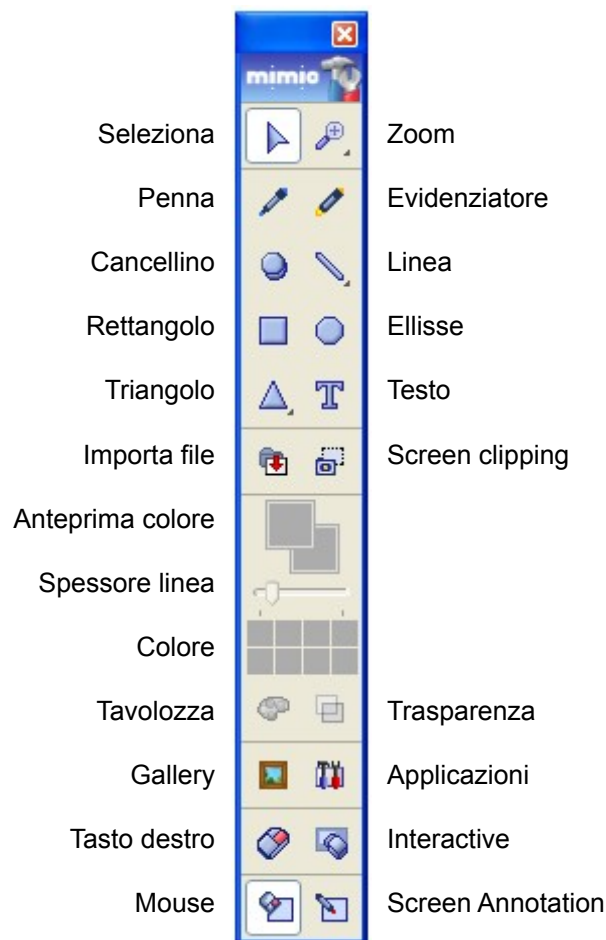 mimio
Seleziona Zoom
Penna Evidenziatore
Cancellino Linea
Rettangolo Ellisse
Triangolo T Testo
Importa file Screen clipping
Anteprima colore
Spessore linea
Colore
Tavolozza Trasparenza
Gallery Applicazioni
Tasto destro Interactive
Mouse Screen Annotation